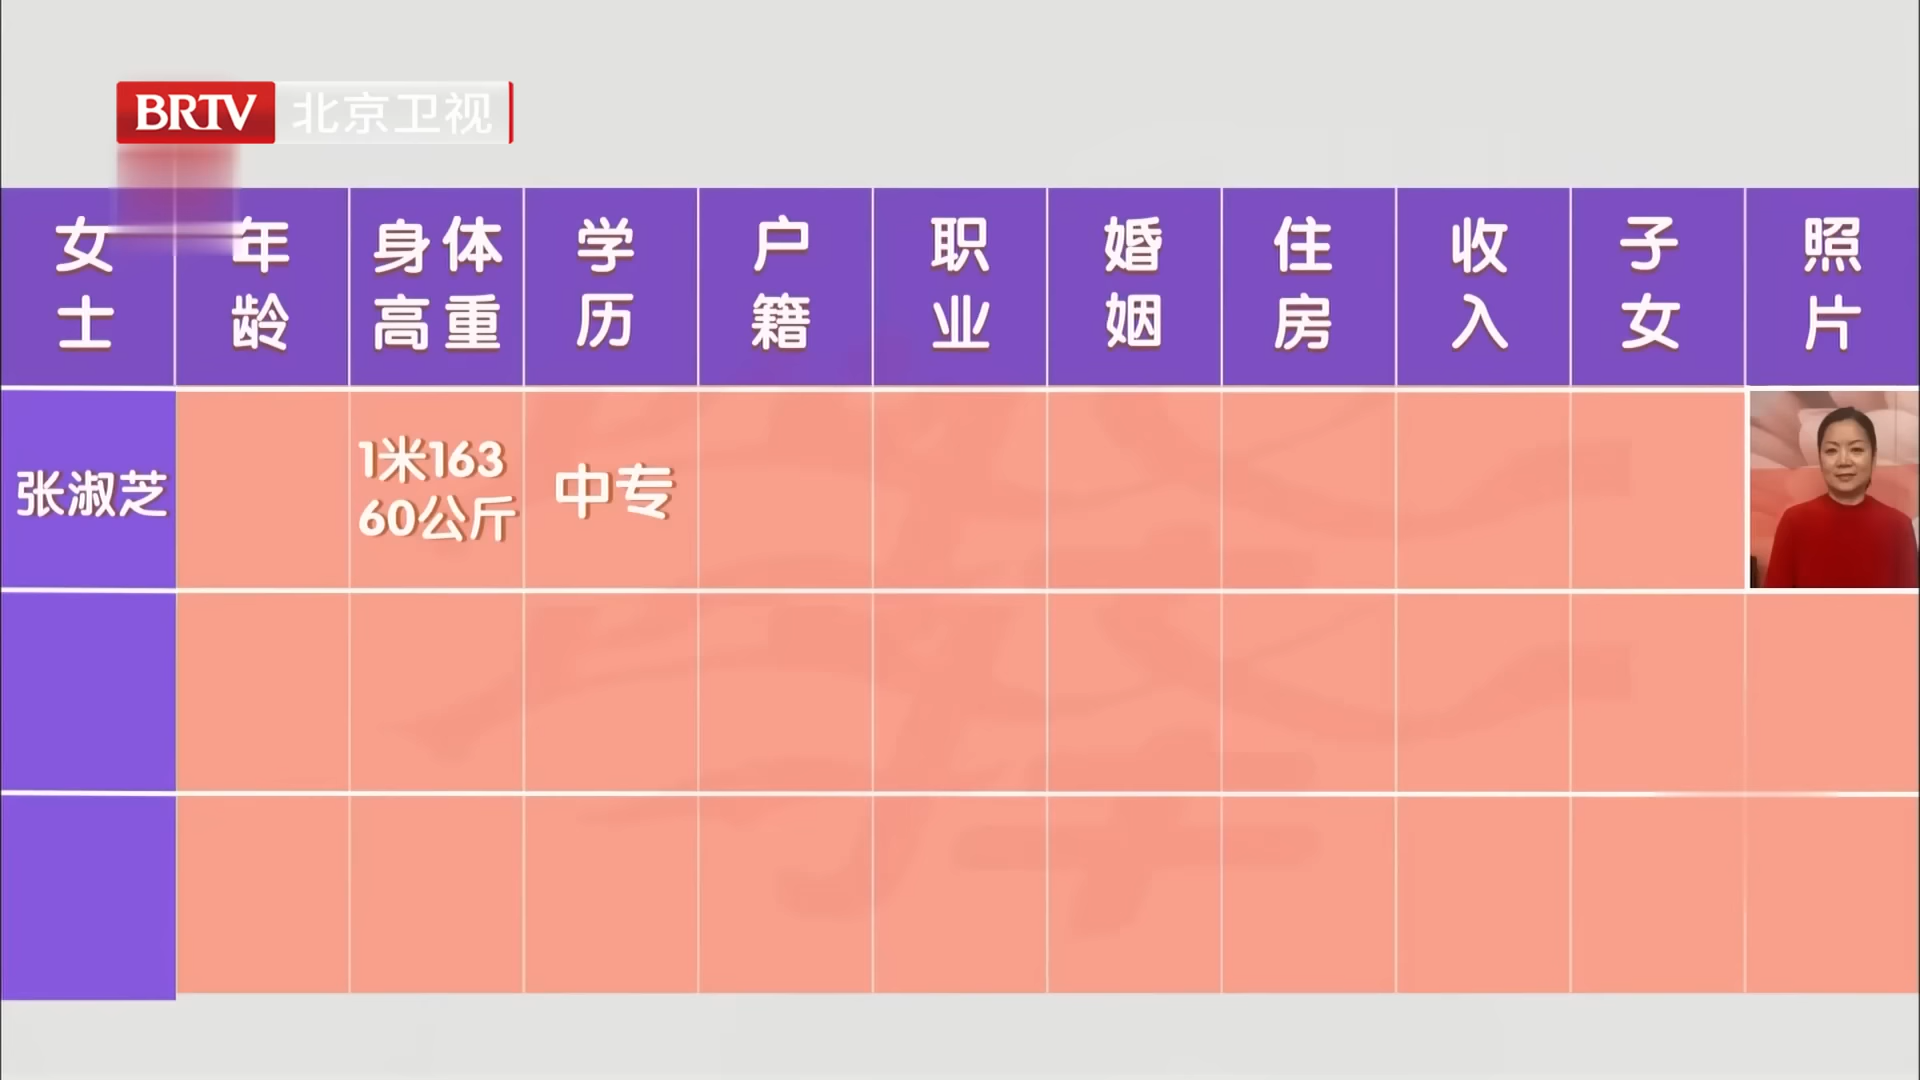 BRTV 北京卫视
女士 年龄 身高 体重 学历 户籍 职业 婚姻 住房 收入 子女 照片
张淑芝 1米163 60公斤 中专